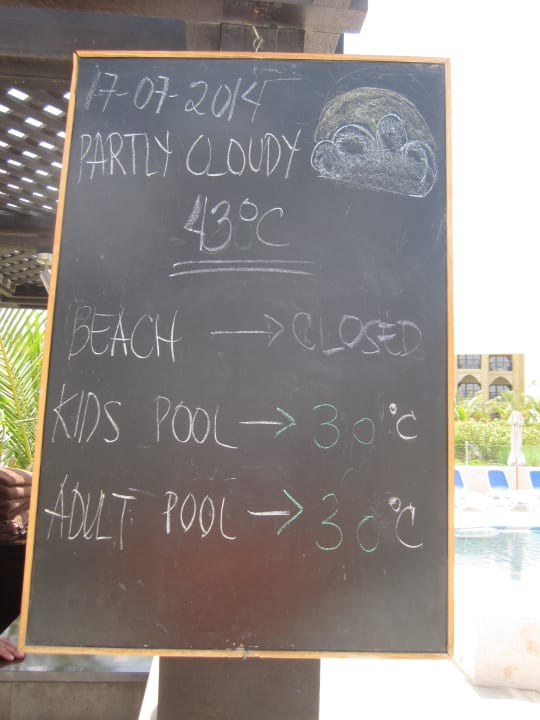 17-07-2014
PARTLY CLOUDY
43°C
BEACH → CLOSED
KIDS POOL → 30°C
ADULT POOL → 30°C